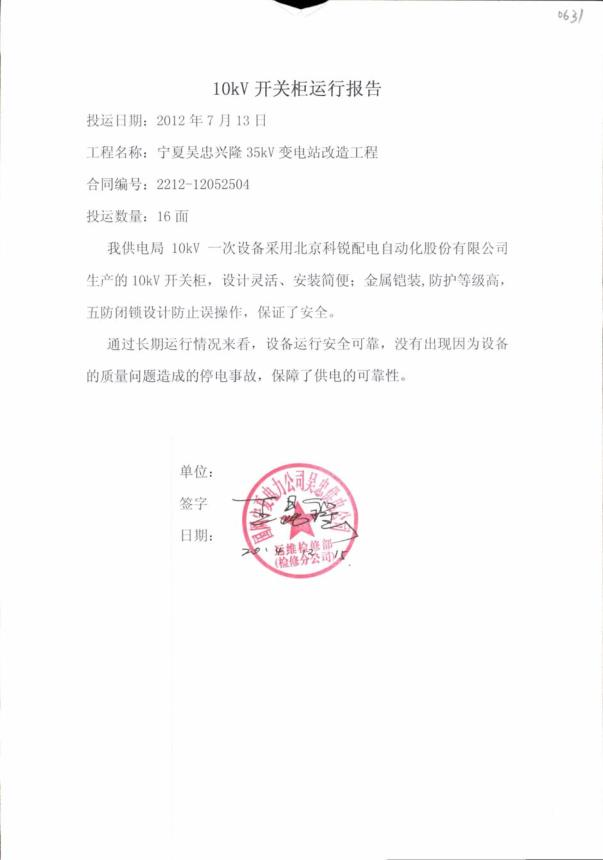 0631
10kV 开关柜运行报告
投运日期：2012 年 7 月 13 日
工程名称：宁夏吴忠兴隆 35kV 变电站改造工程
合同编号：2212-12052504
投运数量：16 面
我供电局 10kV 一次设备采用北京科锐配电自动化股份有限公司
生产的 10kV 开关柜，设计灵活、安装简便；金属铠装,防护等级高，
五防闭锁设计防止误操作，保证了安全。
通过长期运行情况来看，设备运行安全可靠，没有出现因为设备
的质量问题造成的停电事故，保障了供电的可靠性。
单位：
国网宁夏电力公司吴忠供电公司
签字
日期：
运维检修部
(检修分公司)